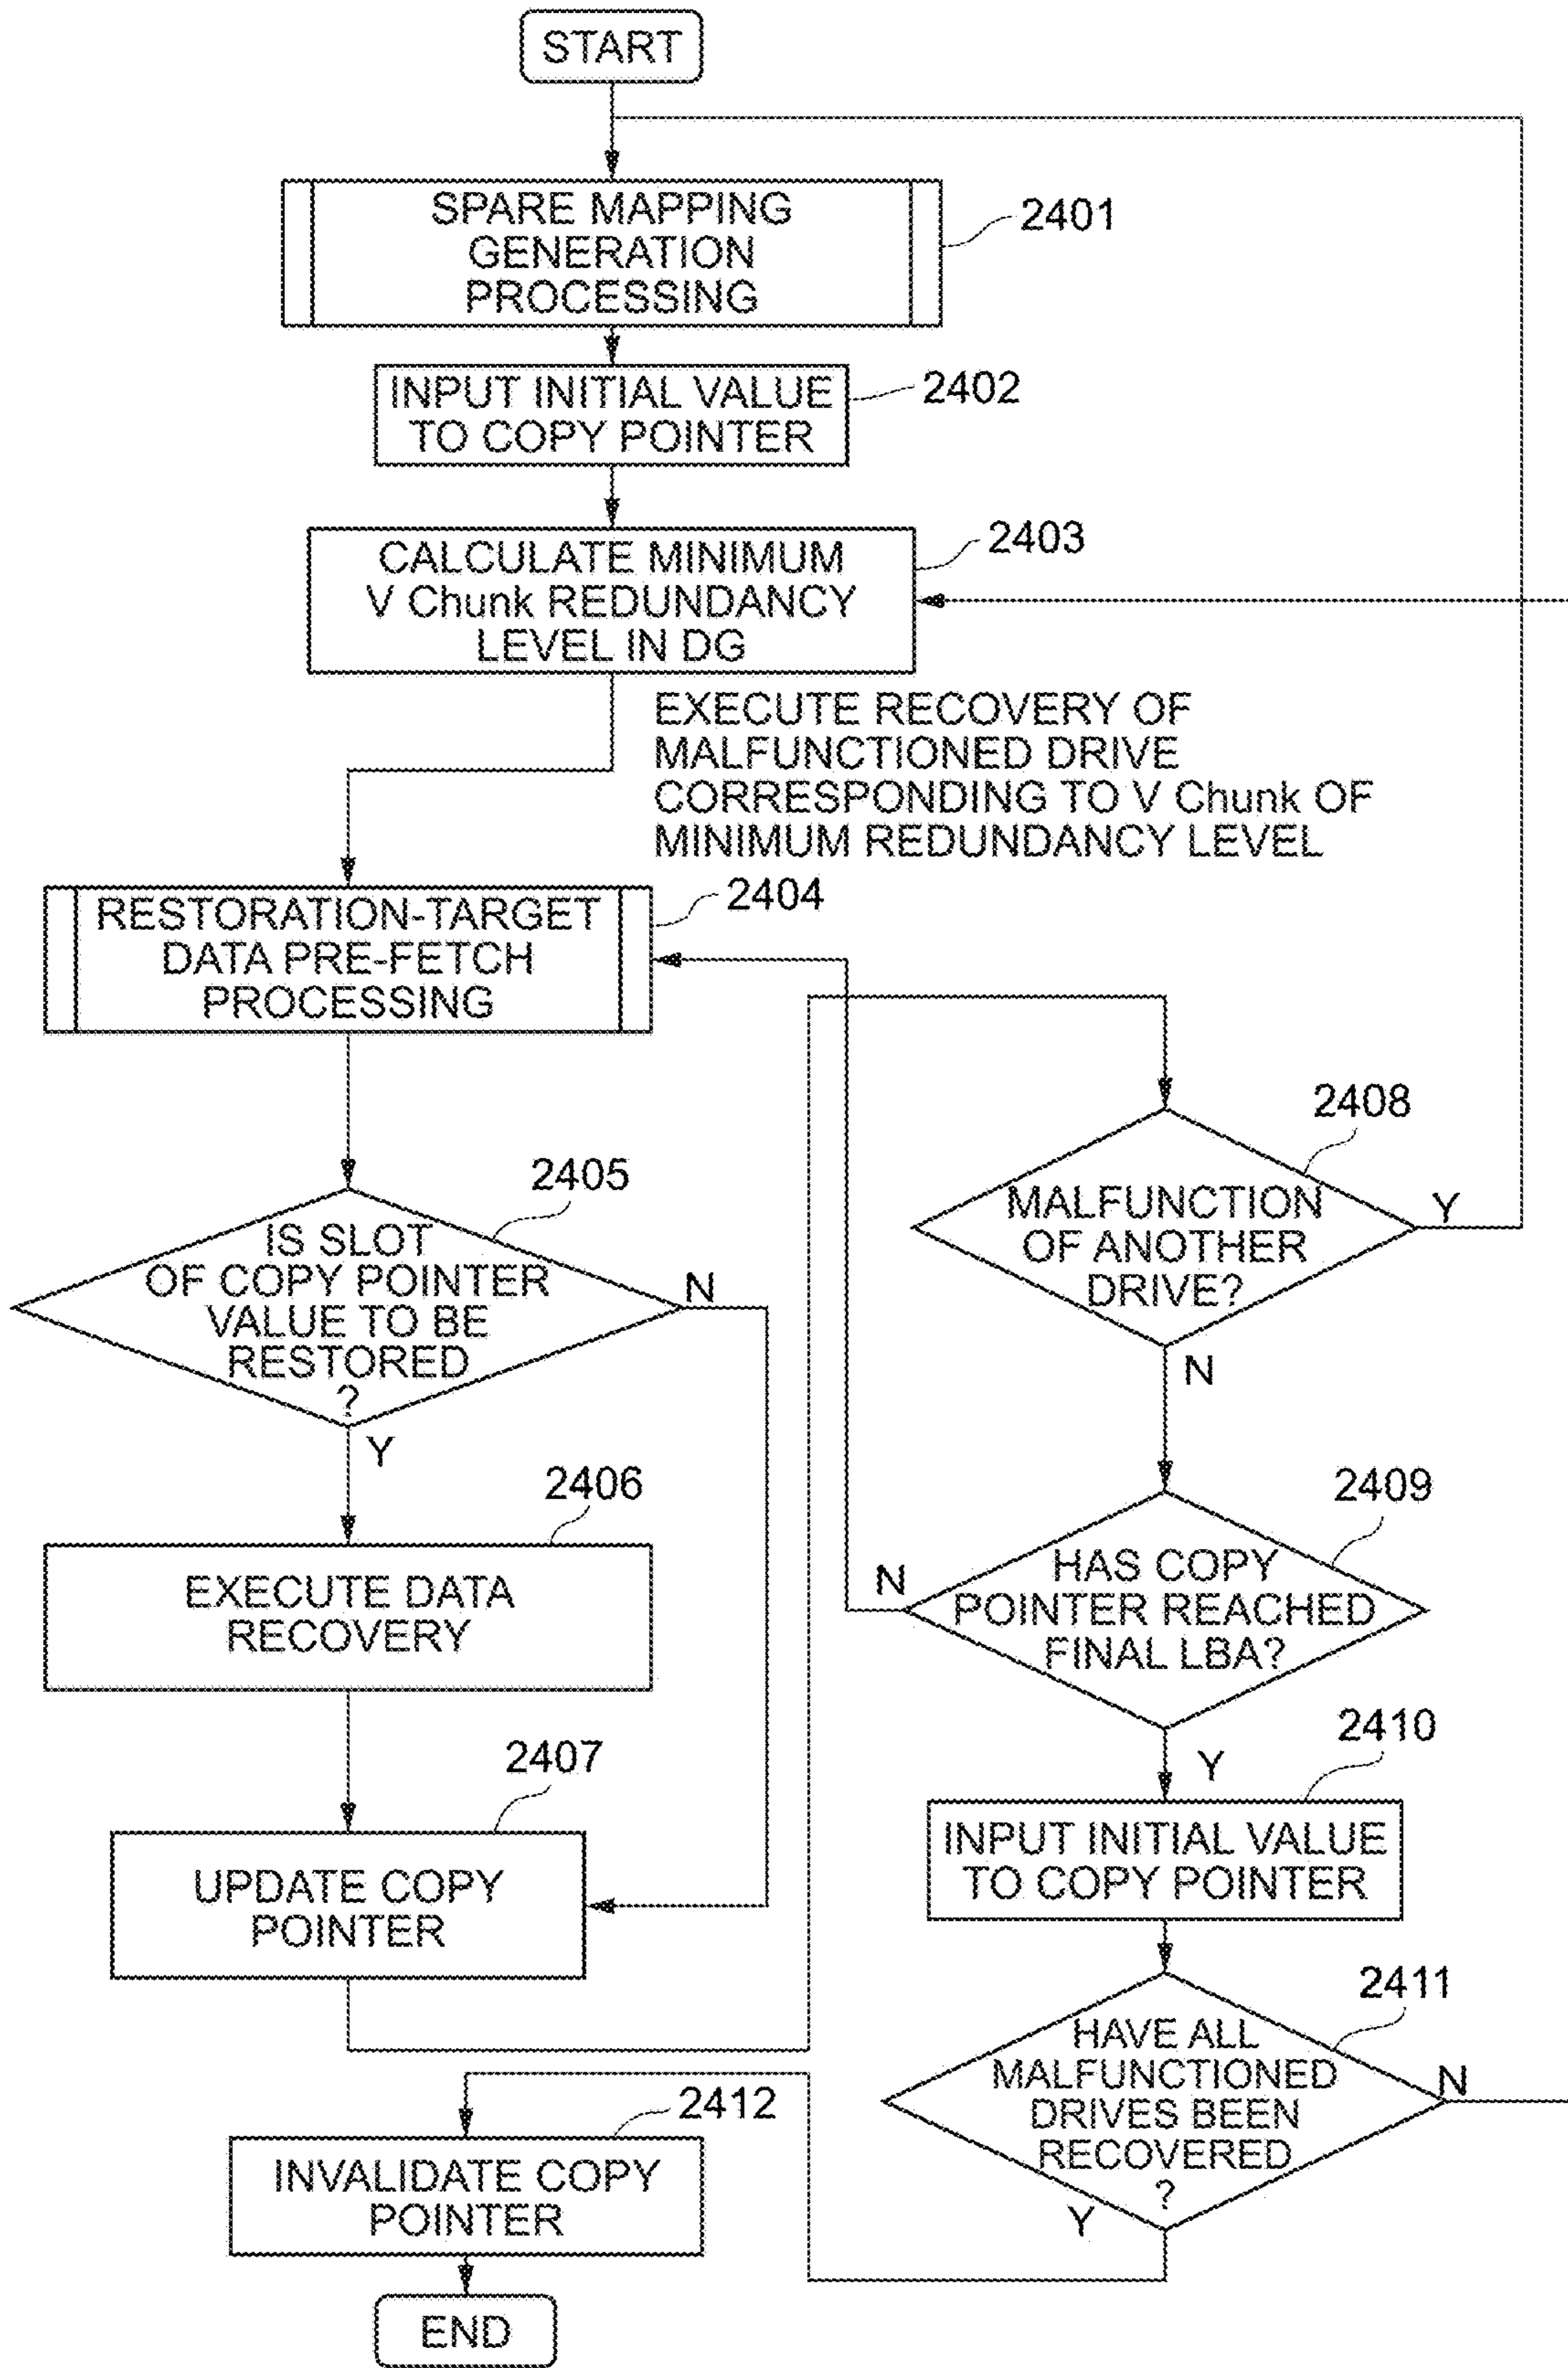 START
SPARE MAPPING
GENERATION
PROCESSING
2401
INPUT INITIAL VALUE
TO COPY POINTER
2402
CALCULATE MINIMUM
V Chunk REDUNDANCY
LEVEL IN DG
2403
EXECUTE RECOVERY OF
MALFUNCTIONED DRIVE
CORRESPONDING TO V Chunk OF
MINIMUM REDUNDANCY LEVEL
RESTORATION-TARGET
DATA PRE-FETCH
PROCESSING
2404
IS SLOT
OF COPY POINTER
VALUE TO BE
RESTORED
?
2405
N
Y
2406
EXECUTE DATA
RECOVERY
2407
UPDATE COPY
POINTER
2408
MALFUNCTION
OF ANOTHER
DRIVE?
Y
N
2409
HAS COPY
POINTER REACHED
FINAL LBA?
N
Y
2410
INPUT INITIAL VALUE
TO COPY POINTER
2411
HAVE ALL
MALFUNCTIONED
DRIVES BEEN
RECOVERED
?
N
Y
2412
INVALIDATE COPY
POINTER
END